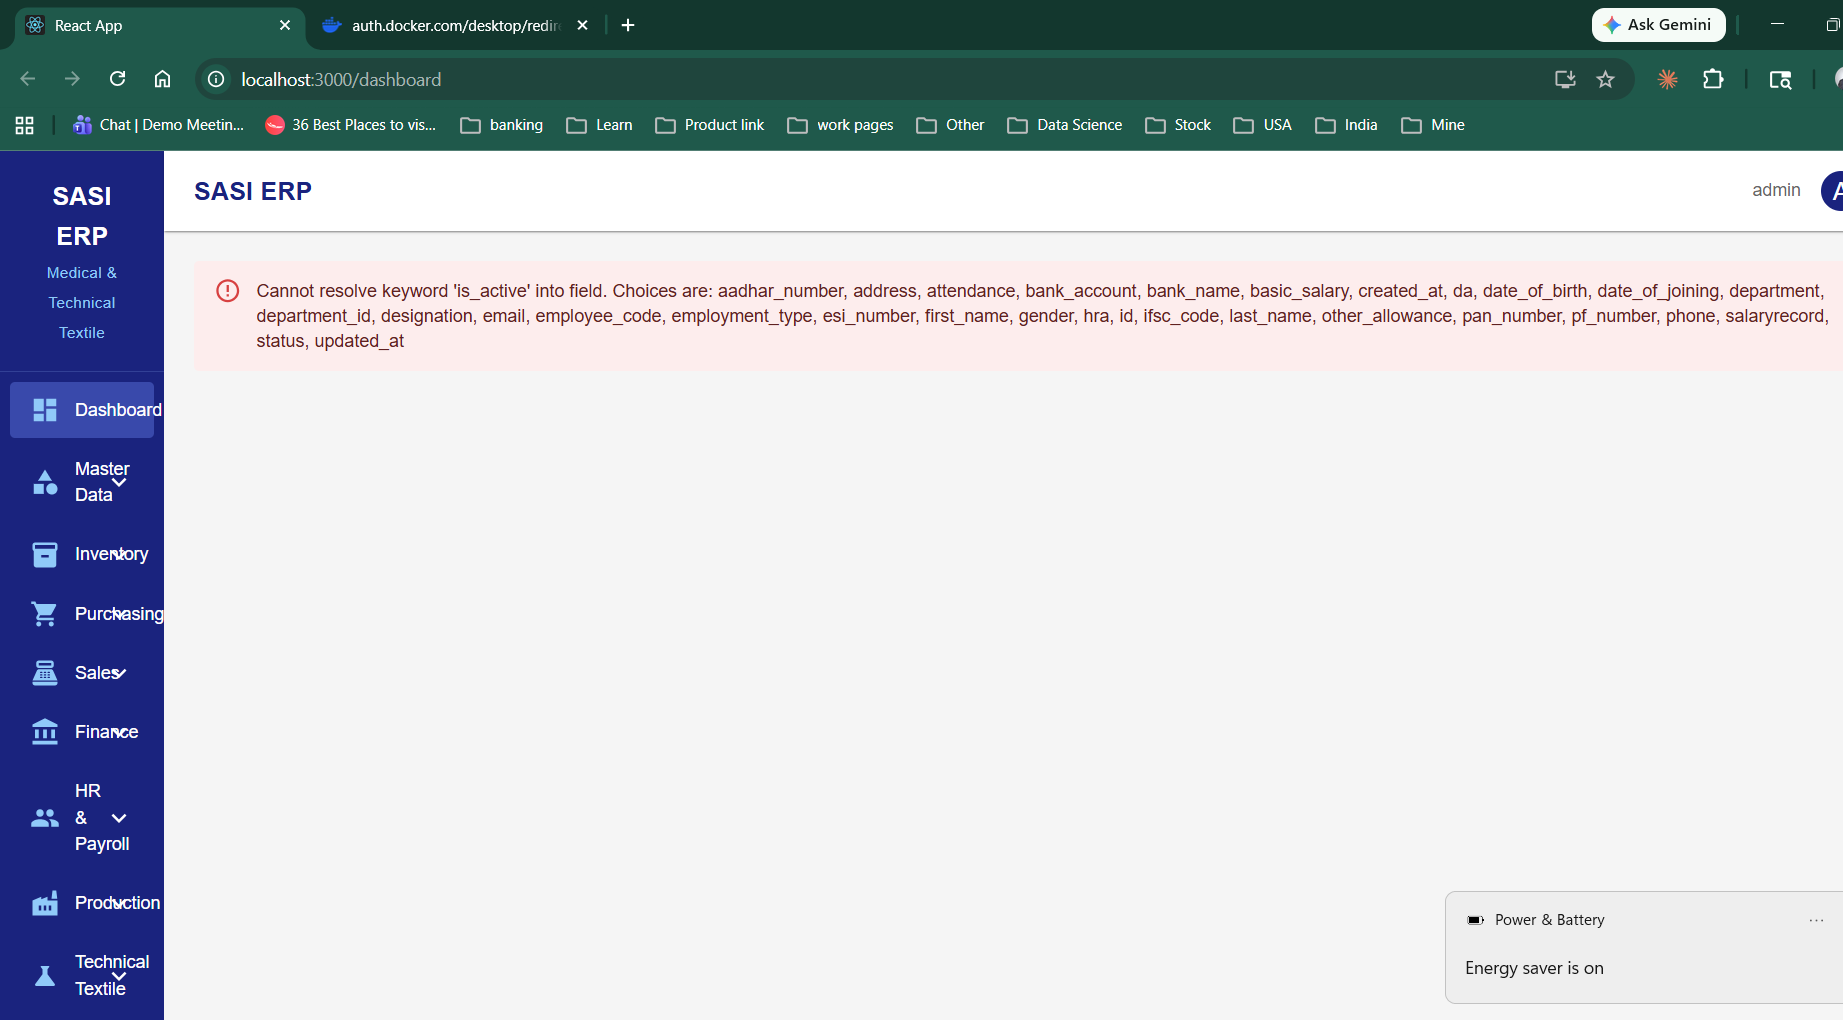 React App
auth.docker.com/desktop/redire
Ask Gemini
localhost:3000/dashboard
Chat | Demo Meetin...
36 Best Places to vis...
banking
Learn
Product link
work pages
Other
Data Science
Stock
USA
India
Mine
SASI
ERP
Medical &
Technical
Textile
SASI ERP
admin
A
Cannot resolve keyword 'is_active' into field. Choices are: aadhar_number, address, attendance, bank_account, bank_name, basic_salary, created_at, da, date_of_birth, date_of_joining, department,
department_id, designation, email, employee_code, employment_type, esi_number, first_name, gender, hra, id, ifsc_code, last_name, other_allowance, pan_number, pf_number, phone, salaryrecord,
status, updated_at
Dashboard
Master
Data
Inventory
Purchasing
Sales
Finance
HR
&
Payroll
Production
Technical
Textile
Power & Battery
Energy saver is on